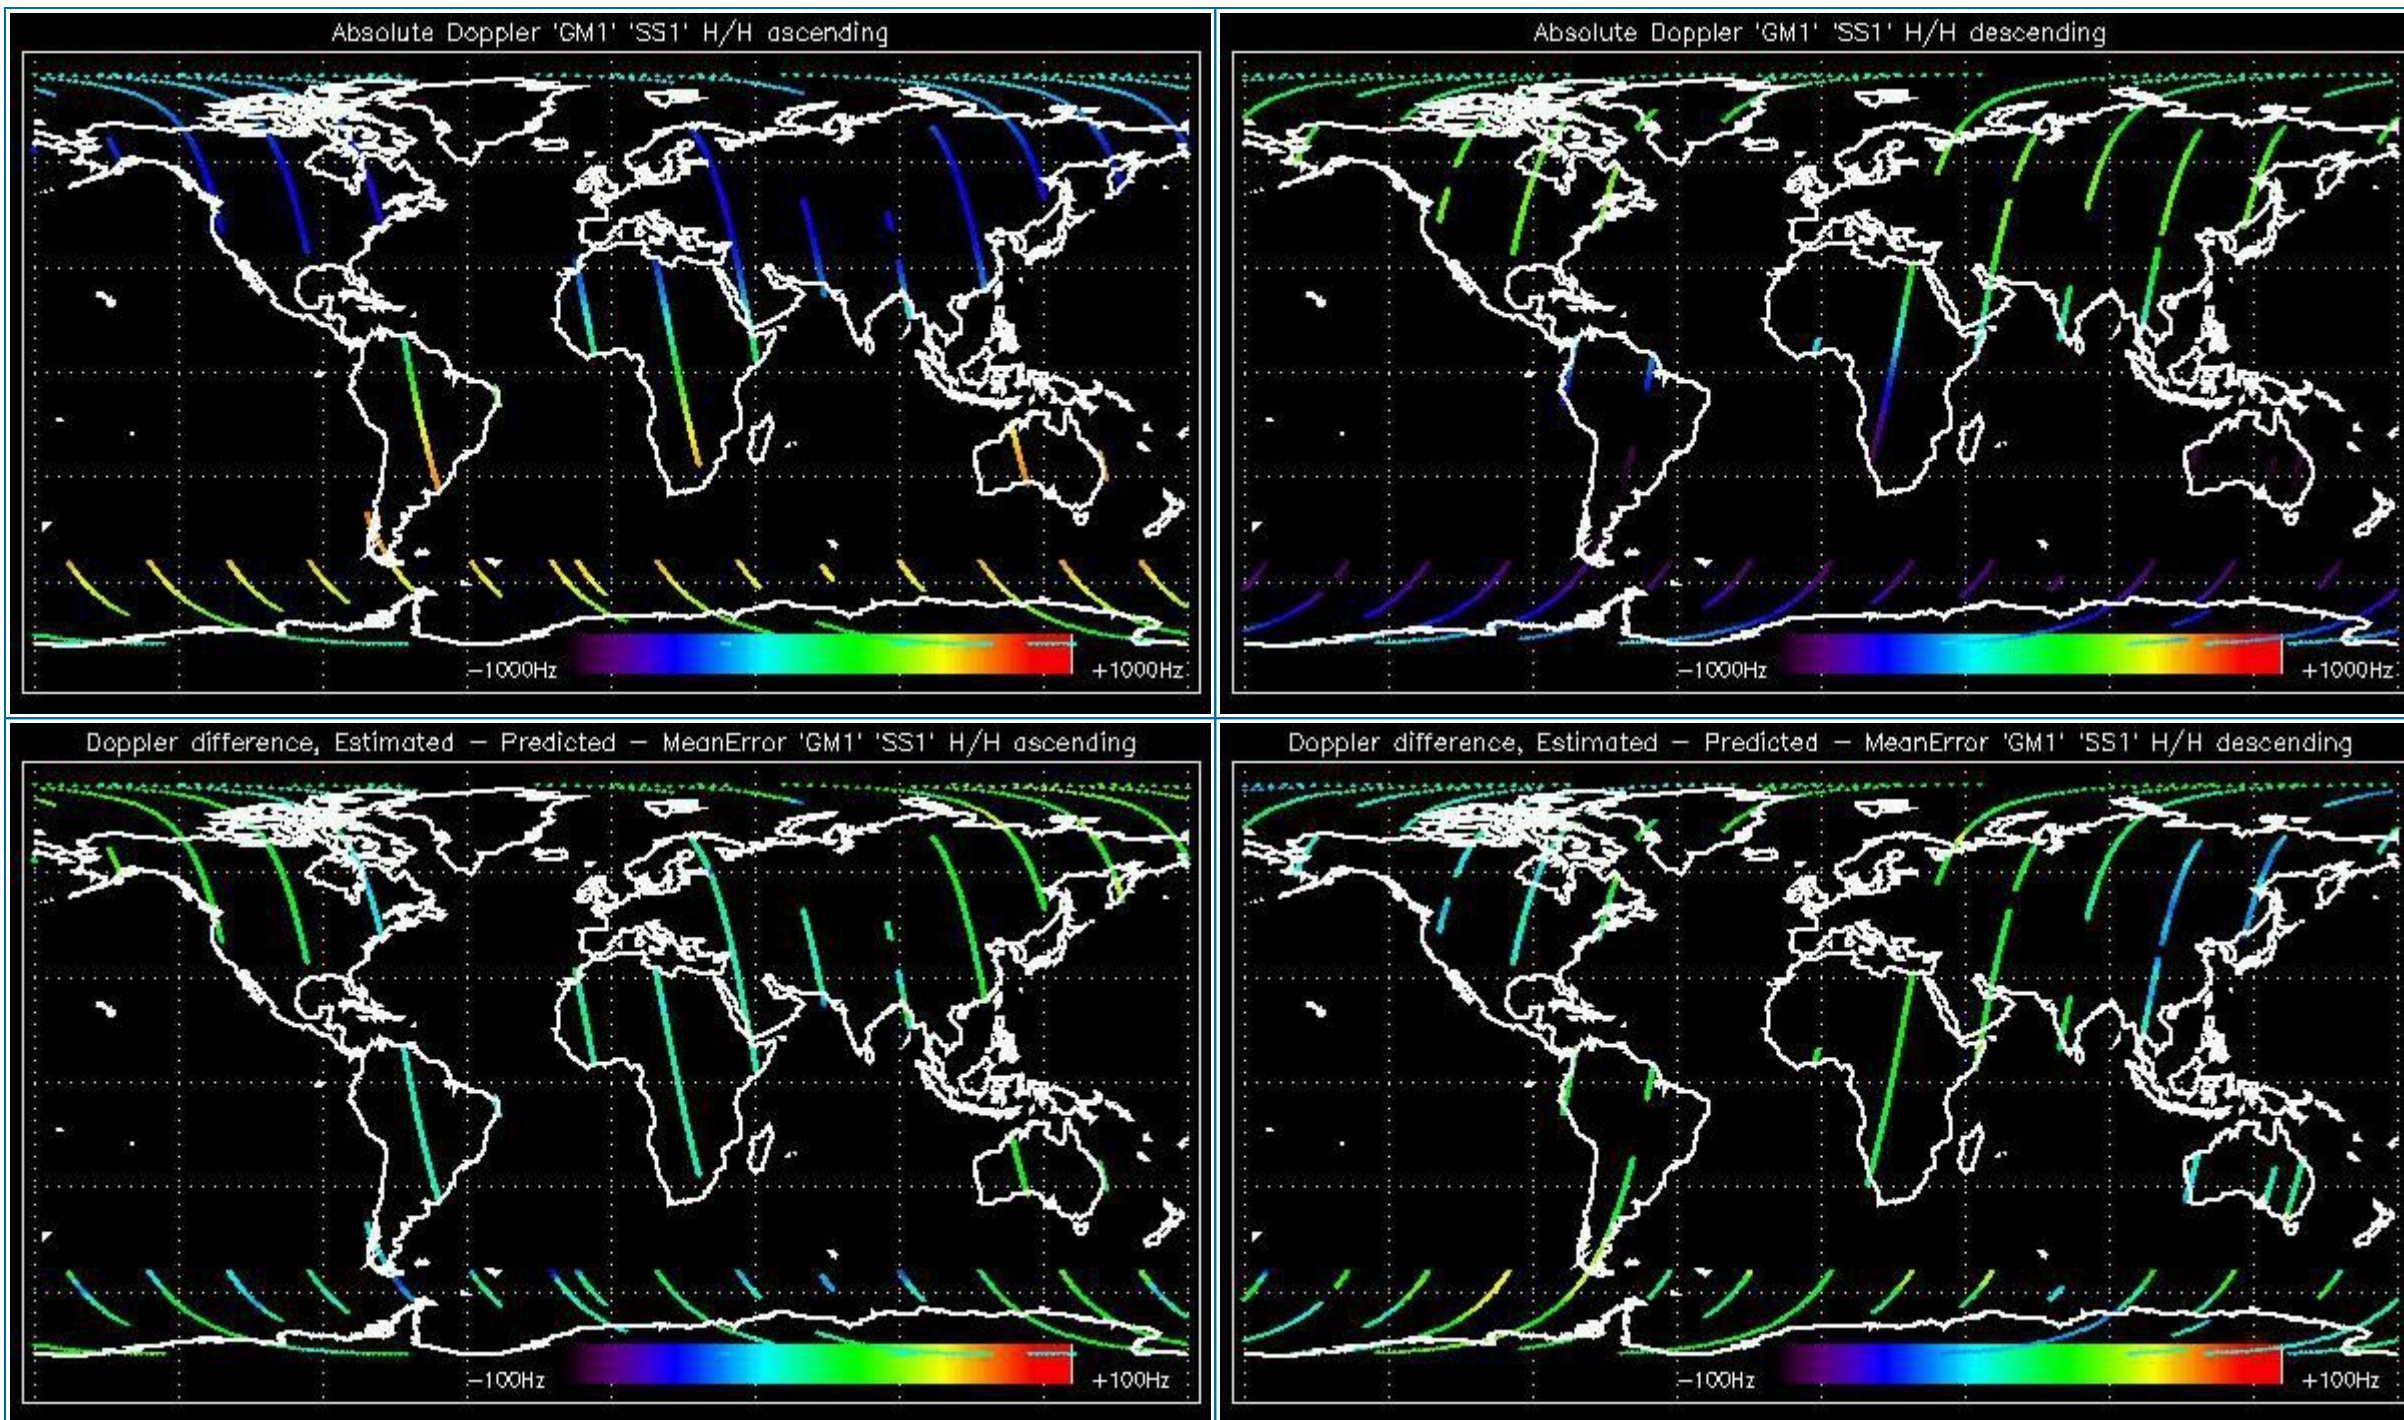 Absolute Doppler 'GM1' 'SS1' H/H ascending
−1000Hz
+1000Hz
Absolute Doppler 'GM1' 'SS1' H/H descending
−1000Hz
+1000Hz
Doppler difference, Estimated − Predicted − MeanError 'GM1' 'SS1' H/H ascending
−100Hz
+100Hz
Doppler difference, Estimated − Predicted − MeanError 'GM1' 'SS1' H/H descending
−100Hz
+100Hz